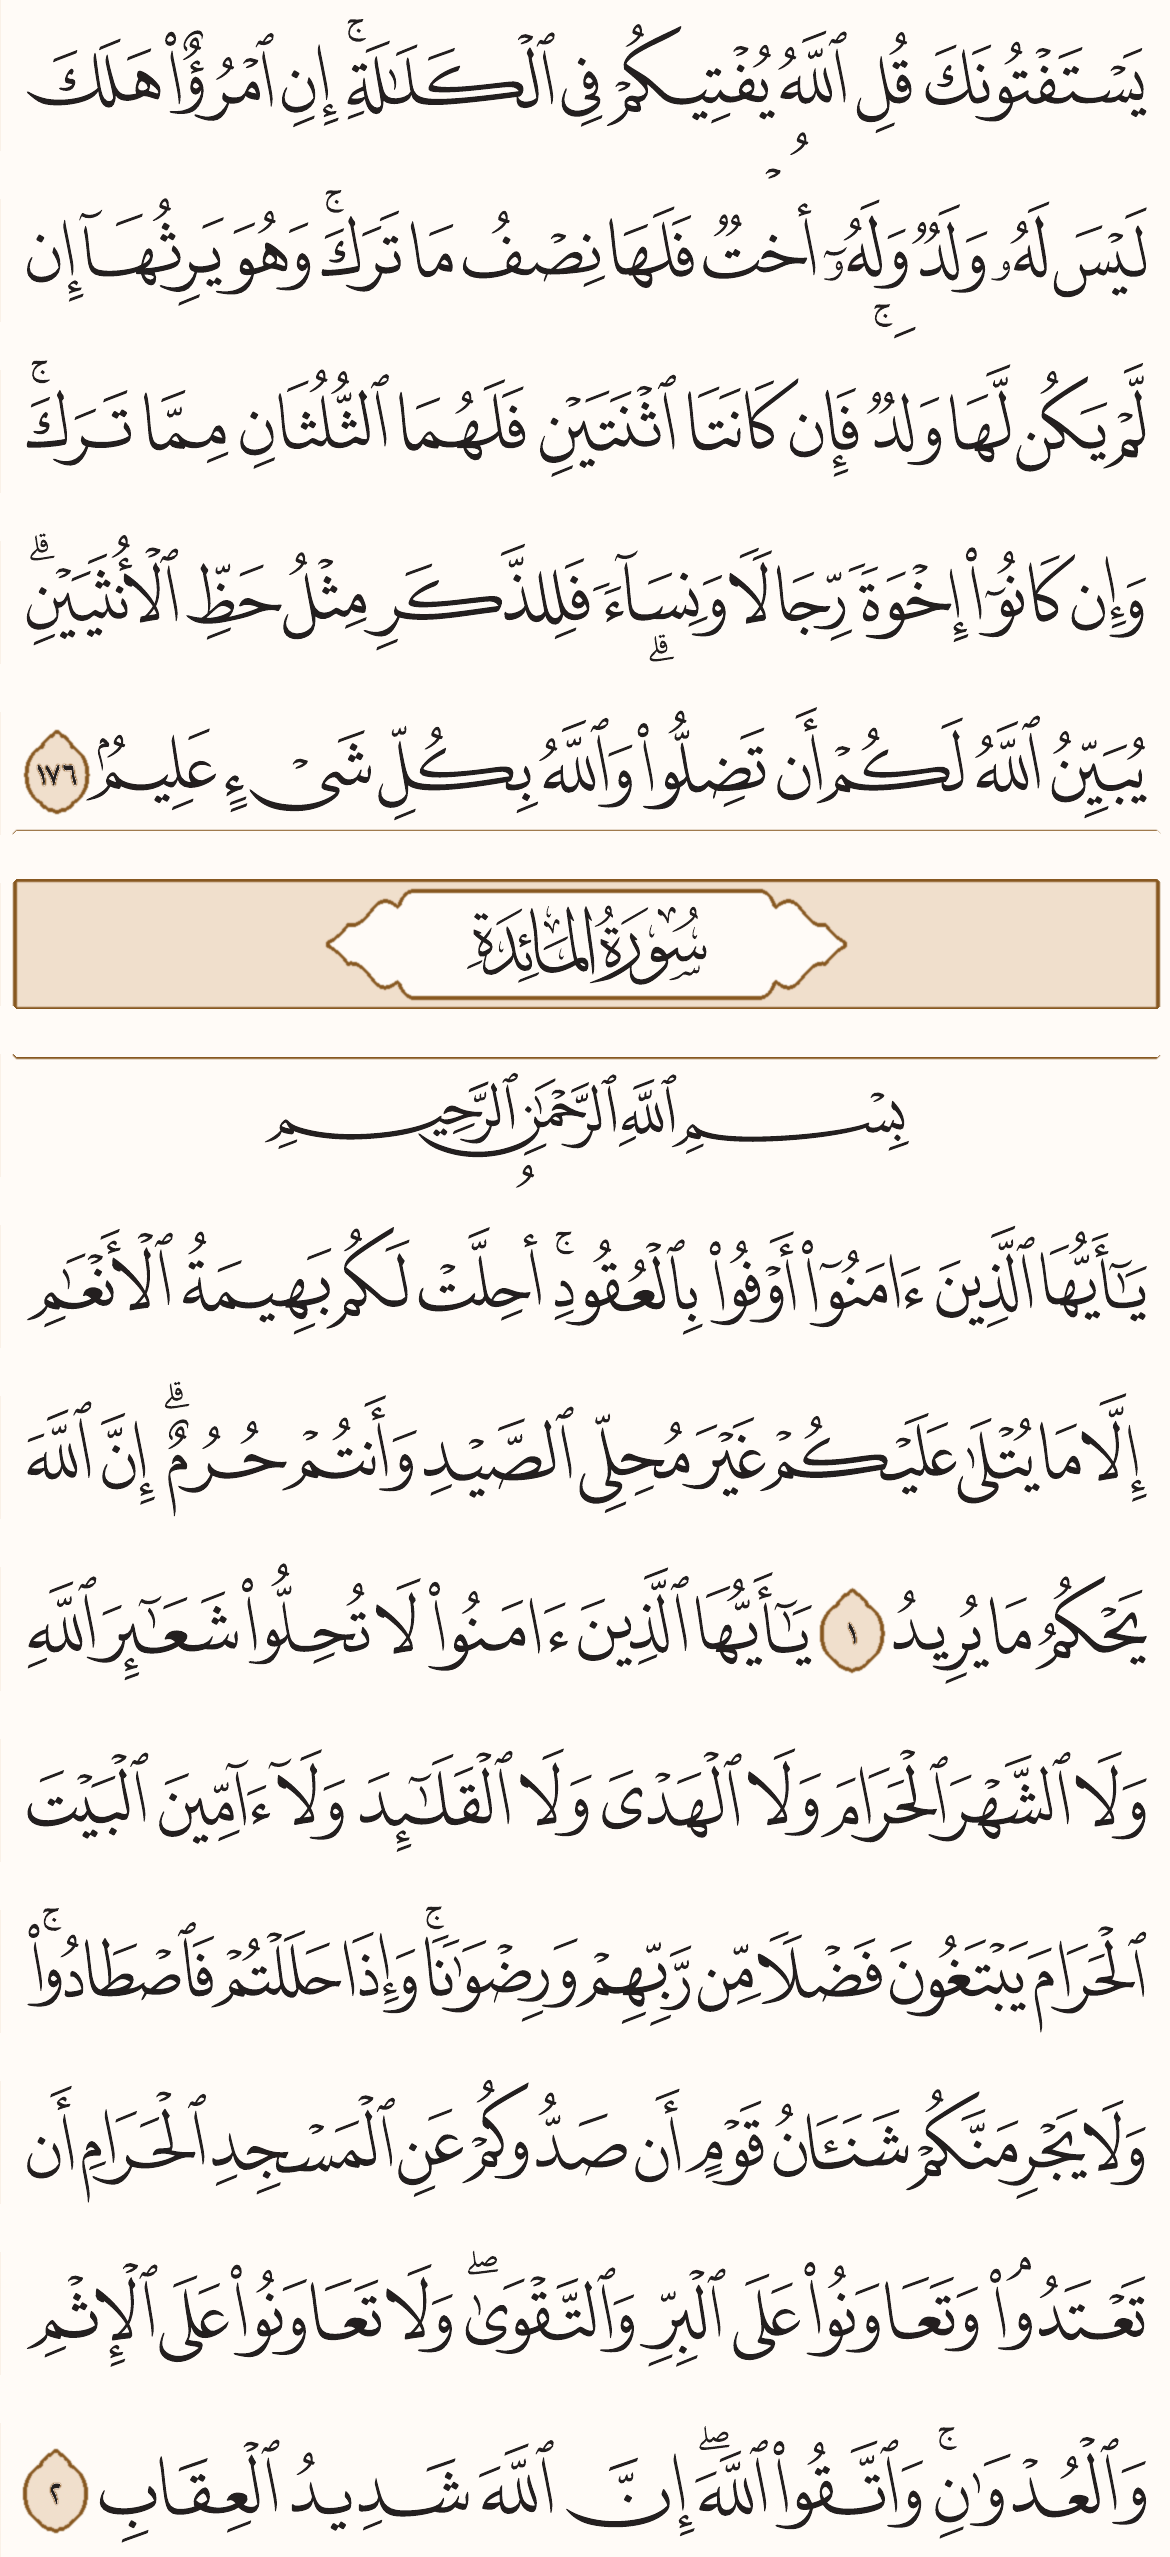 يَسْتَفْتُونَكَ قُلِ ٱللَّهُ يُفْتِيكُمْ فِى ٱلْكَلَٰلَةِ ۚ إِنِ ٱمْرُؤٌا۟ هَلَكَ
لَيْسَ لَهُۥ وَلَدٌ وَلَهُۥٓ أُخْتٌ فَلَهَا نِصْفُ مَا تَرَكَ ۚ وَهُوَ يَرِثُهَآ إِن
لَّمْ يَكُن لَّهَا وَلَدٌ ۚ فَإِن كَانَتَا ٱثْنَتَيْنِ فَلَهُمَا ٱلثُّلُثَانِ مِمَّا تَرَكَ ۚ
وَإِن كَانُوٓا۟ إِخْوَةً رِّجَالًا وَنِسَآءً فَلِلذَّكَرِ مِثْلُ حَظِّ ٱلْأُنثَيَيْنِ ۗ
يُبَيِّنُ ٱللَّهُ لَكُمْ أَن تَضِلُّوا۟ ۗ وَٱللَّهُ بِكُلِّ شَىْءٍ عَلِيمٌۢ ١٧٦
سُورَةُ المَائِدَةِ
بِسْمِ ٱللَّهِ ٱلرَّحْمَٰنِ ٱلرَّحِيمِ
يَٰٓأَيُّهَا ٱلَّذِينَ ءَامَنُوٓا۟ أَوْفُوا۟ بِٱلْعُقُودِ ۚ أُحِلَّتْ لَكُم بَهِيمَةُ ٱلْأَنْعَٰمِ
إِلَّا مَا يُتْلَىٰ عَلَيْكُمْ غَيْرَ مُحِلِّى ٱلصَّيْدِ وَأَنتُمْ حُرُمٌ ۗ إِنَّ ٱللَّهَ
يَحْكُمُ مَا يُرِيدُ ١ يَٰٓأَيُّهَا ٱلَّذِينَ ءَامَنُوا۟ لَا تُحِلُّوا۟ شَعَٰٓئِرَ ٱللَّهِ
وَلَا ٱلشَّهْرَ ٱلْحَرَامَ وَلَا ٱلْهَدْىَ وَلَا ٱلْقَلَٰٓئِدَ وَلَآ ءَآمِّينَ ٱلْبَيْتَ
ٱلْحَرَامَ يَبْتَغُونَ فَضْلًا مِّن رَّبِّهِمْ وَرِضْوَٰنًا ۚ وَإِذَا حَلَلْتُمْ فَٱصْطَادُوا۟ ۚ
وَلَا يَجْرِمَنَّكُمْ شَنَـَٔانُ قَوْمٍ أَن صَدُّوكُمْ عَنِ ٱلْمَسْجِدِ ٱلْحَرَامِ أَن
تَعْتَدُوا۟ ۘ وَتَعَاوَنُوا۟ عَلَى ٱلْبِرِّ وَٱلتَّقْوَىٰ ۖ وَلَا تَعَاوَنُوا۟ عَلَى ٱلْإِثْمِ
وَٱلْعُدْوَٰنِ ۚ وَٱتَّقُوا۟ ٱللَّهَ ۖ إِنَّ ٱللَّهَ شَدِيدُ ٱلْعِقَابِ ٢